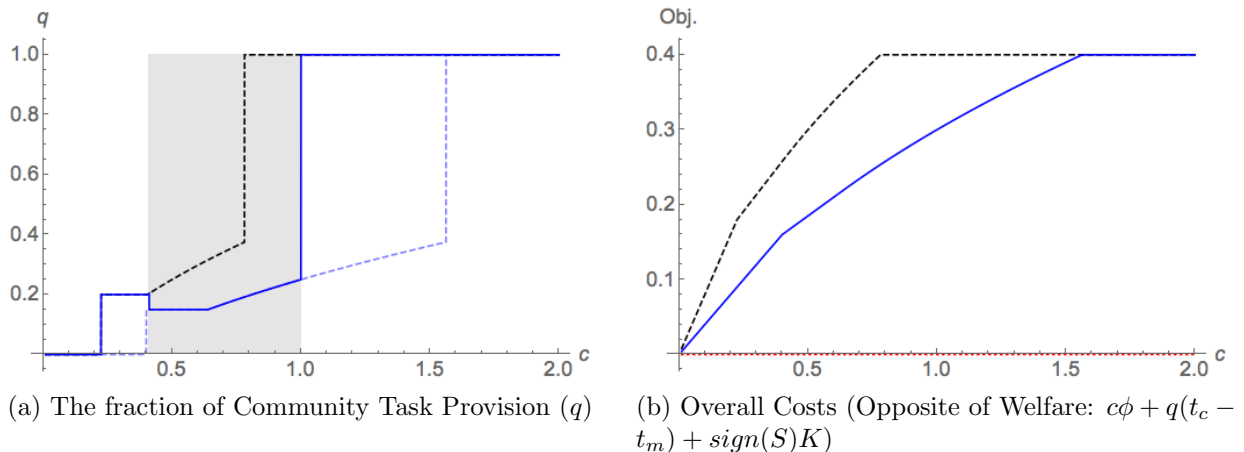 q
1.0
0.8
0.6
0.4
0.2
0.5
1.0
1.5
2.0
c
Obj.
0.4
0.3
0.2
0.1
0.5
1.0
1.5
2.0
c
(a) The fraction of Community Task Provision (q)
(b) Overall Costs (Opposite of Welfare: cϕ + q(t_c −
t_m) + sign(S)K)